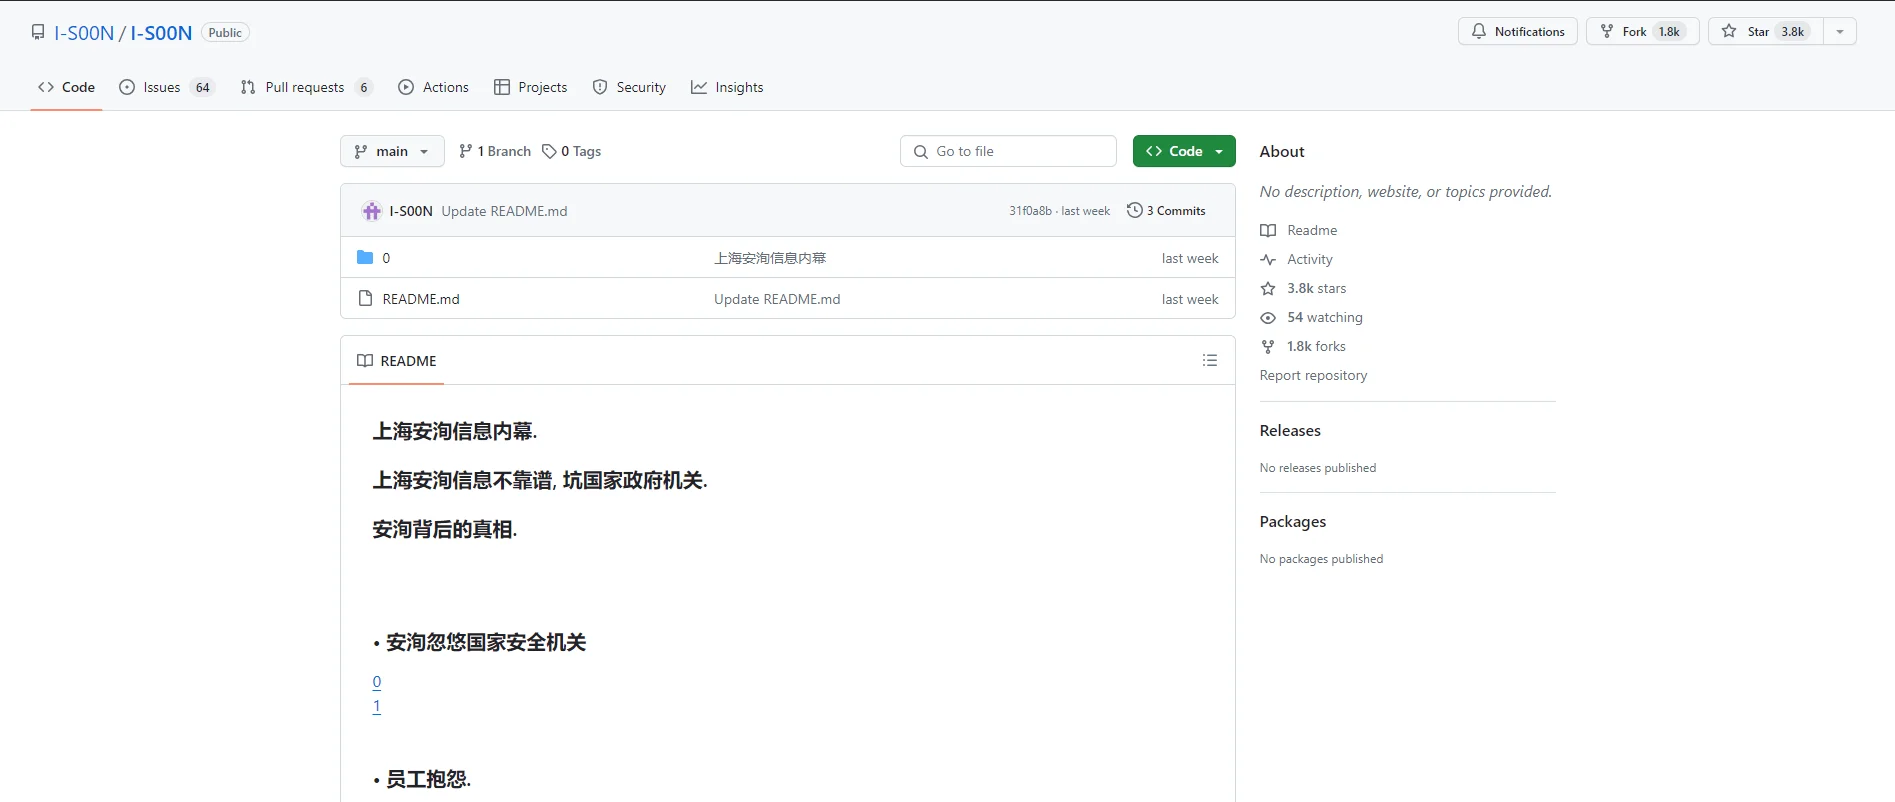 I-S00N / I-S00N Public
Notifications Fork 1.8k Star 3.8k
Code Issues 64 Pull requests 6 Actions Projects Security Insights
main 1 Branch 0 Tags Go to file Code
I-S00N Update README.md 31f0a8b · last week 3 Commits
0 上海安洵信息内幕 last week
README.md Update README.md last week
README
上海安洵信息内幕.
上海安洵信息不靠谱, 坑国家政府机关.
安洵背后的真相.
• 安洵忽悠国家安全机关
0
1
• 员工抱怨.
About
No description, website, or topics provided.
Readme
Activity
3.8k stars
54 watching
1.8k forks
Report repository
Releases
No releases published
Packages
No packages published